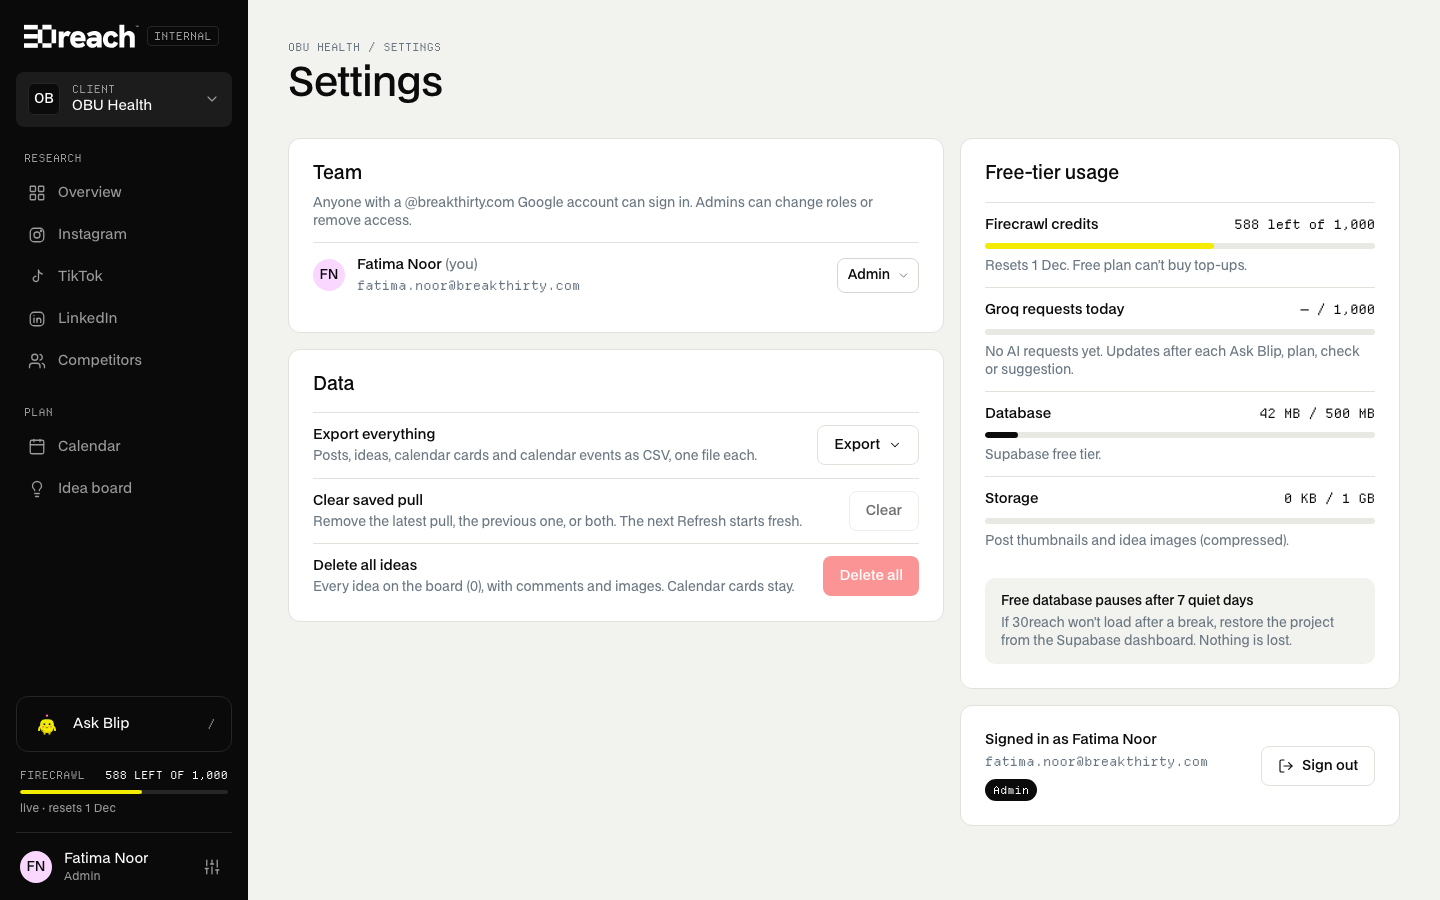 30reach INTERNAL
OB
CLIENT
OBU Health
RESEARCH
Overview
Instagram
TikTok
LinkedIn
Competitors
PLAN
Calendar
Idea board
Ask Blip /
FIRECRAWL 588 LEFT OF 1,000
live · resets 1 Dec
FN
Fatima Noor
Admin
OBU HEALTH / SETTINGS
Settings
Team
Anyone with a @breakthirty.com Google account can sign in. Admins can change roles or
remove access.
FN
Fatima Noor (you)
fatima.noor@breakthirty.com
Admin
Data
Export everything
Posts, ideas, calendar cards and calendar events as CSV, one file each.
Export
Clear saved pull
Remove the latest pull, the previous one, or both. The next Refresh starts fresh.
Clear
Delete all ideas
Every idea on the board (0), with comments and images. Calendar cards stay.
Delete all
Free-tier usage
Firecrawl credits 588 left of 1,000
Resets 1 Dec. Free plan can't buy top-ups.
Groq requests today — / 1,000
No AI requests yet. Updates after each Ask Blip, plan, check
or suggestion.
Database 42 MB / 500 MB
Supabase free tier.
Storage 0 KB / 1 GB
Post thumbnails and idea images (compressed).
Free database pauses after 7 quiet days
If 30reach won't load after a break, restore the project
from the Supabase dashboard. Nothing is lost.
Signed in as Fatima Noor
fatima.noor@breakthirty.com
Admin
Sign out